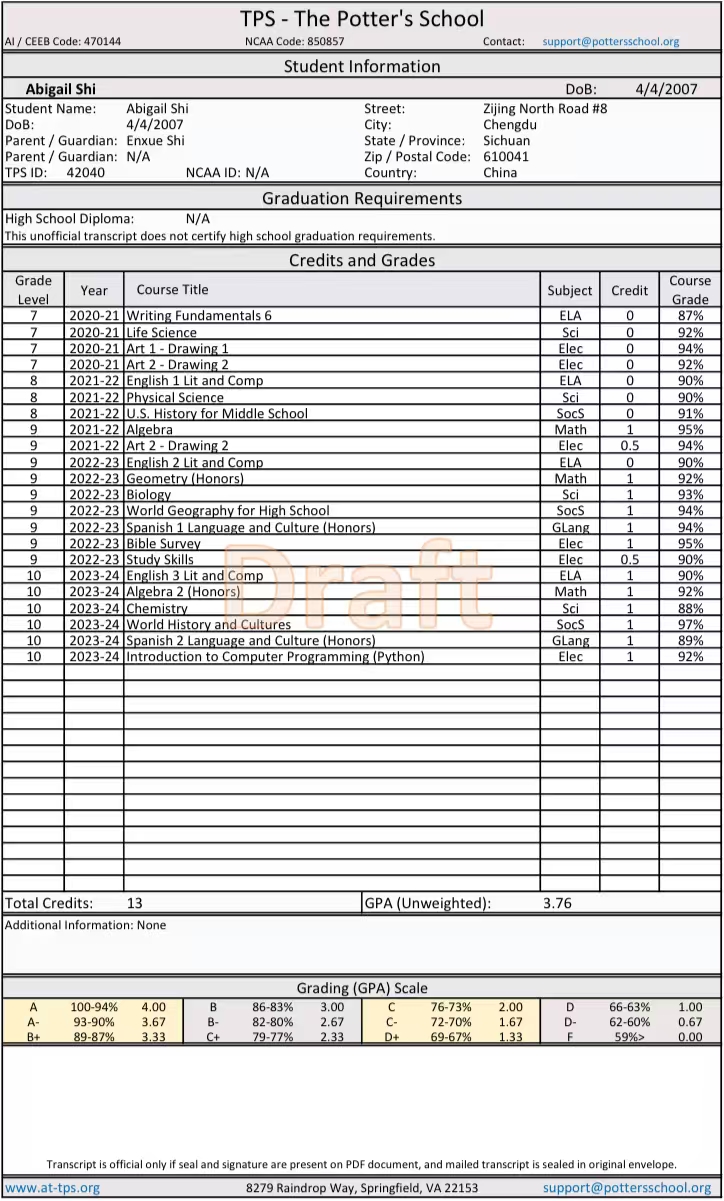 TPS - The Potter's School
AI / CEEB Code: 470144 NCAA Code: 850857 Contact: support@pottersschool.org
Student Information
Abigail Shi DoB: 4/4/2007
Student Name: Abigail Shi Street: Zijing North Road #8
DoB: 4/4/2007 City: Chengdu
Parent / Guardian: Enxue Shi State / Province: Sichuan
Parent / Guardian: N/A Zip / Postal Code: 610041
TPS ID: 42040 NCAA ID: N/A Country: China
Graduation Requirements
High School Diploma: N/A
This unofficial transcript does not certify high school graduation requirements.
Credits and Grades
Grade Level Year Course Title Subject Credit Course Grade
7 2020-21 Writing Fundamentals 6 ELA 0 87%
7 2020-21 Life Science Sci 0 92%
7 2020-21 Art 1 - Drawing 1 Elec 0 94%
7 2020-21 Art 2 - Drawing 2 Elec 0 92%
8 2021-22 English 1 Lit and Comp ELA 0 90%
8 2021-22 Physical Science Sci 0 90%
8 2021-22 U.S. History for Middle School SocS 0 91%
9 2021-22 Algebra Math 1 95%
9 2021-22 Art 2 - Drawing 2 Elec 0.5 94%
9 2022-23 English 2 Lit and Comp ELA 0 90%
9 2022-23 Geometry (Honors) Math 1 92%
9 2022-23 Biology Sci 1 93%
9 2022-23 World Geography for High School SocS 1 94%
9 2022-23 Spanish 1 Language and Culture (Honors) GLang 1 94%
9 2022-23 Bible Survey Elec 1 95%
9 2022-23 Study Skills Elec 0.5 90%
10 2023-24 English 3 Lit and Comp ELA 1 90%
10 2023-24 Algebra 2 (Honors) Math 1 92%
10 2023-24 Chemistry Sci 1 88%
10 2023-24 World History and Cultures SocS 1 97%
10 2023-24 Spanish 2 Language and Culture (Honors) GLang 1 89%
10 2023-24 Introduction to Computer Programming (Python) Elec 1 92%
Draft
Total Credits: 13 GPA (Unweighted): 3.76
Additional Information: None
Grading (GPA) Scale
A 100-94% 4.00 B 86-83% 3.00 C 76-73% 2.00 D 66-63% 1.00
A- 93-90% 3.67 B- 82-80% 2.67 C- 72-70% 1.67 D- 62-60% 0.67
B+ 89-87% 3.33 C+ 79-77% 2.33 D+ 69-67% 1.33 F 59%> 0.00
Transcript is official only if seal and signature are present on PDF document, and mailed transcript is sealed in original envelope.
www.at-tps.org 8279 Raindrop Way, Springfield, VA 22153 support@pottersschool.org